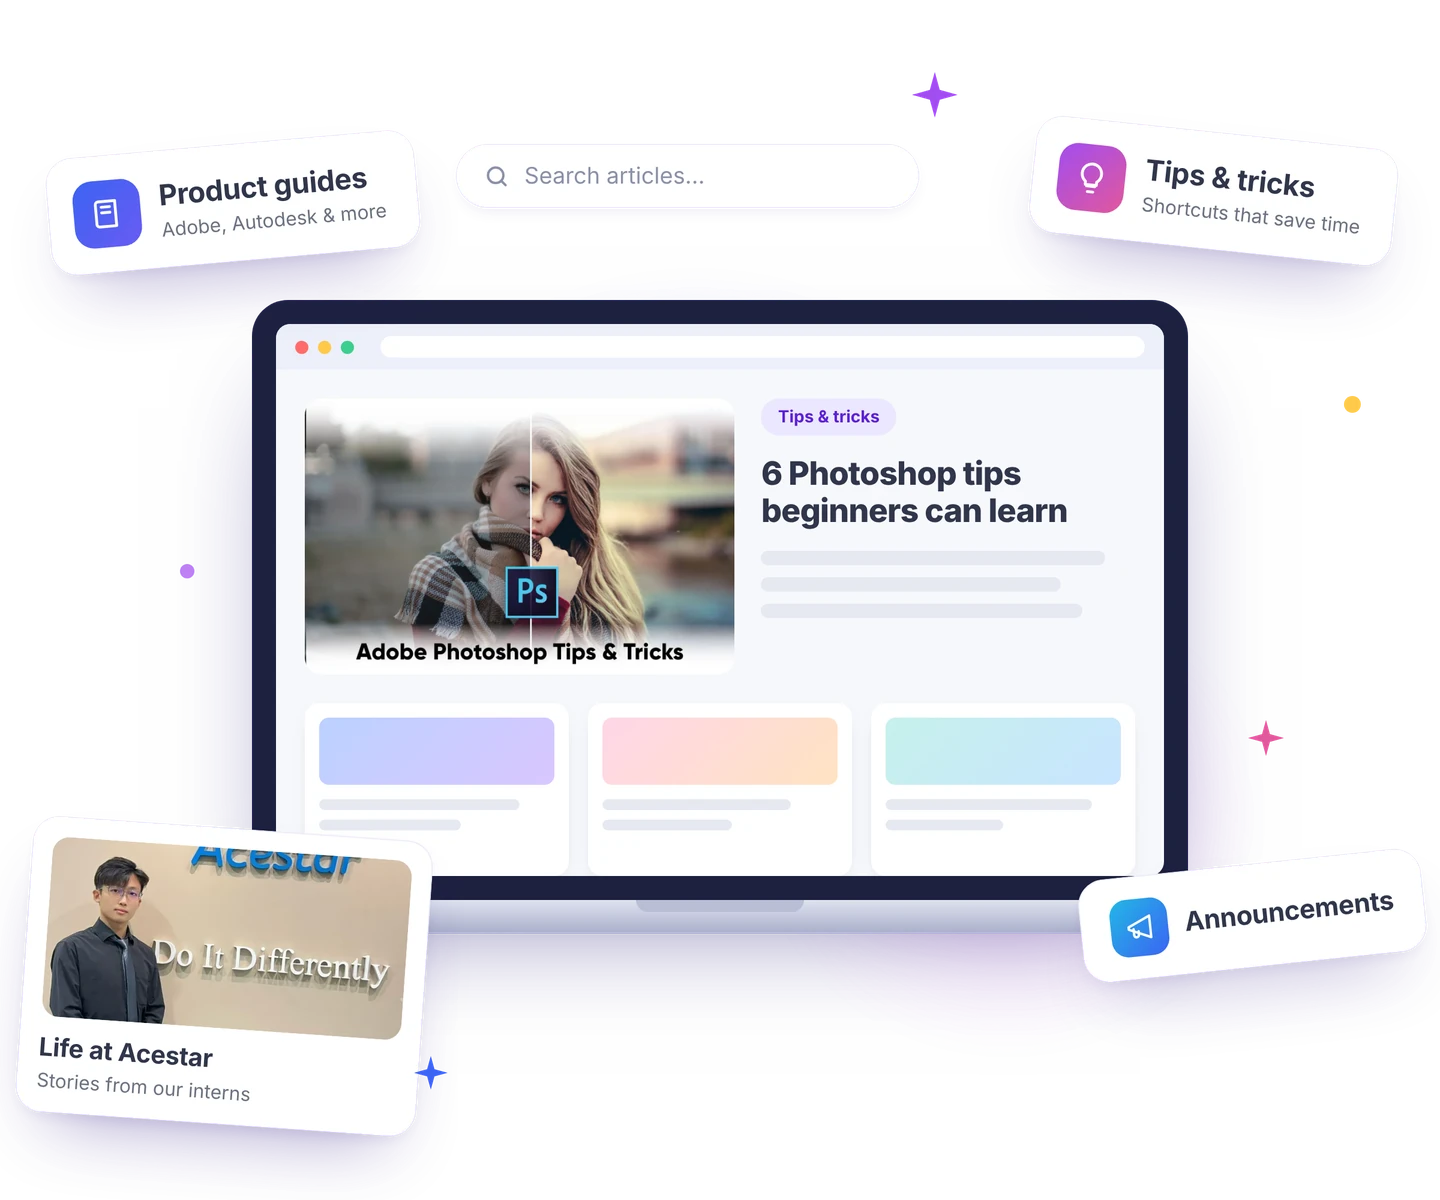 Product guides
Adobe, Autodesk & more
Search articles...
Tips & tricks
Shortcuts that save time
Tips & tricks
6 Photoshop tips
beginners can learn
Ps
Adobe Photoshop Tips & Tricks
Acestar
Do It Differently
Life at Acestar
Stories from our interns
Announcements